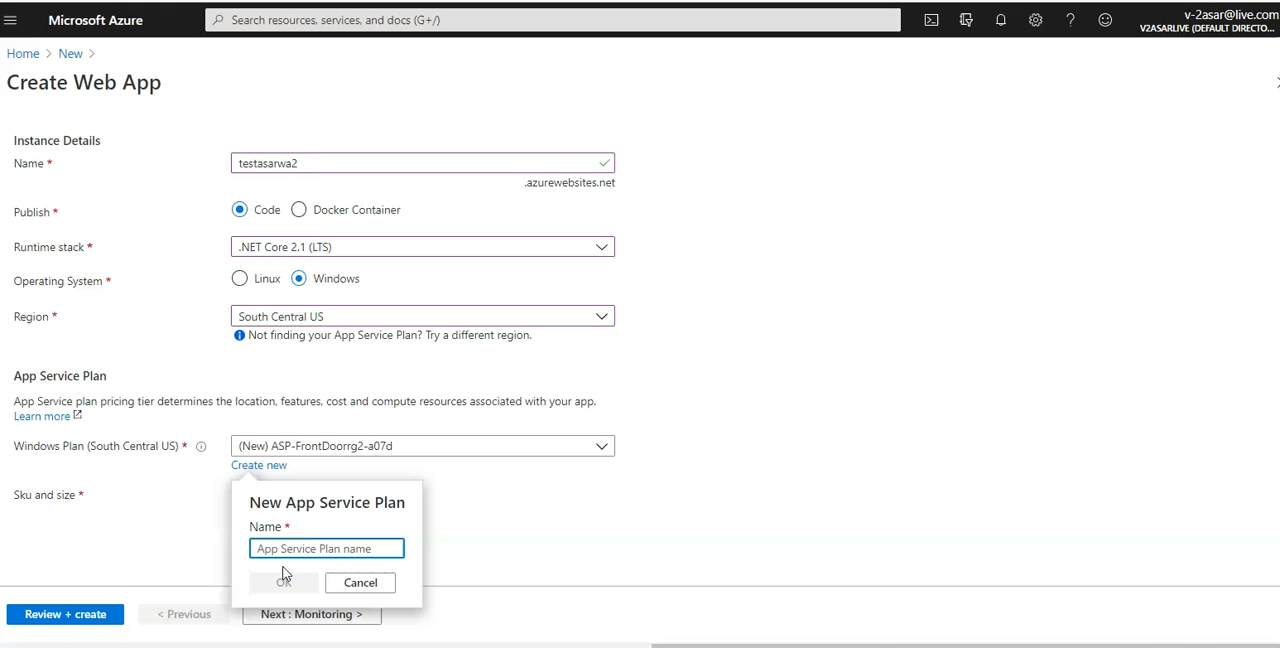 Microsoft Azure
Search resources, services, and docs (G+/)
v-2asar@live.com
V2ASARLIVE (DEFAULT DIRECTO...
Home > New >
Create Web App
Instance Details
Name *
testasarwa2
.azurewebsites.net
Publish *
Code
Docker Container
Runtime stack *
.NET Core 2.1 (LTS)
Operating System *
Linux
Windows
Region *
South Central US
Not finding your App Service Plan? Try a different region.
App Service Plan
App Service plan pricing tier determines the location, features, cost and compute resources associated with your app.
Learn more
Windows Plan (South Central US) *
(New) ASP-FrontDoorrg2-a07d
Create new
Sku and size *
New App Service Plan
Name *
App Service Plan name
OK
Cancel
Review + create
< Previous
Next : Monitoring >